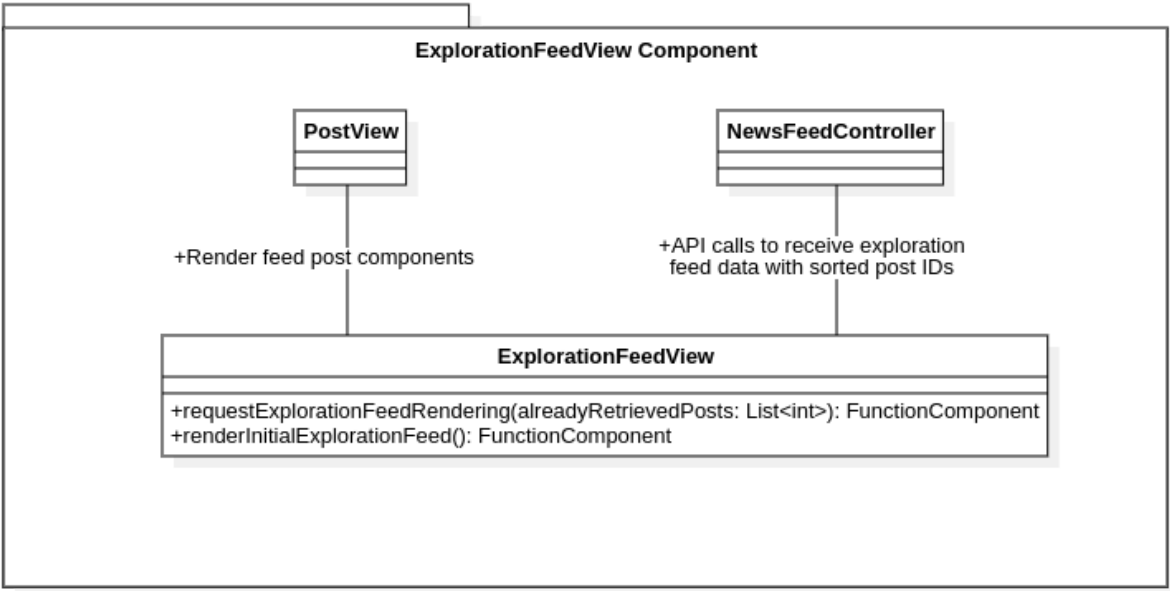 ExplorationFeedView Component
PostView
NewsFeedController
+Render feed post components
+API calls to receive exploration
feed data with sorted post IDs
ExplorationFeedView
+requestExplorationFeedRendering(alreadyRetrievedPosts: List<int>): FunctionComponent
+renderInitialExplorationFeed(): FunctionComponent